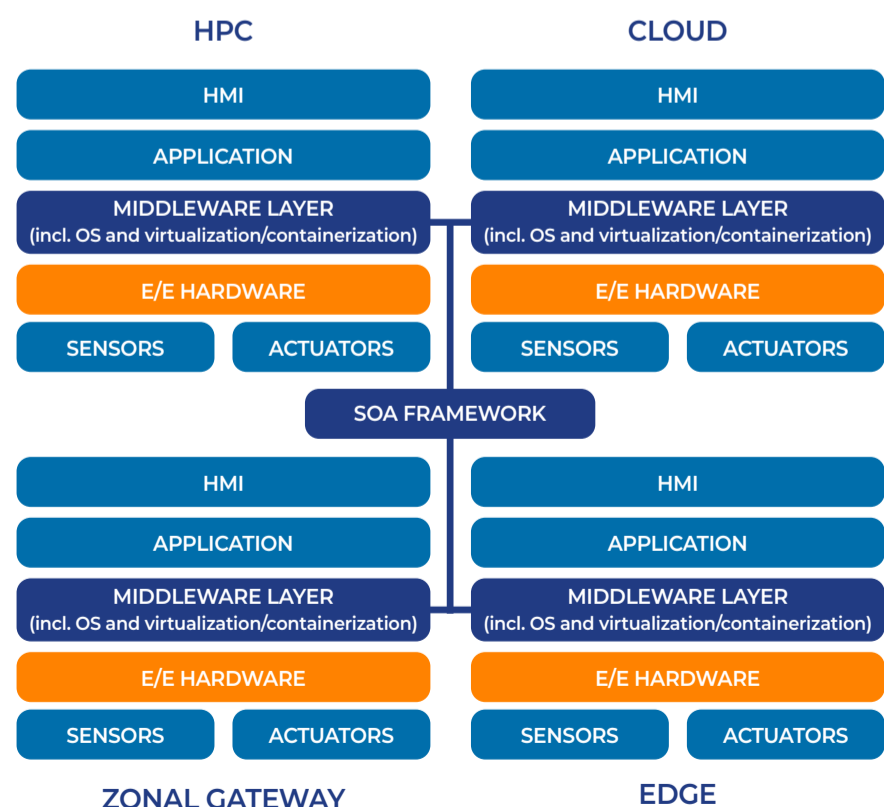 HPC
CLOUD
HMI
HMI
APPLICATION
APPLICATION
MIDDLEWARE LAYER
(incl. OS and virtualization/containerization)
MIDDLEWARE LAYER
(incl. OS and virtualization/containerization)
E/E HARDWARE
E/E HARDWARE
SENSORS
ACTUATORS
SENSORS
ACTUATORS
SOA FRAMEWORK
HMI
HMI
APPLICATION
APPLICATION
MIDDLEWARE LAYER
(incl. OS and virtualization/containerization)
MIDDLEWARE LAYER
(incl. OS and virtualization/containerization)
E/E HARDWARE
E/E HARDWARE
SENSORS
ACTUATORS
SENSORS
ACTUATORS
ZONAL GATEWAY
EDGE